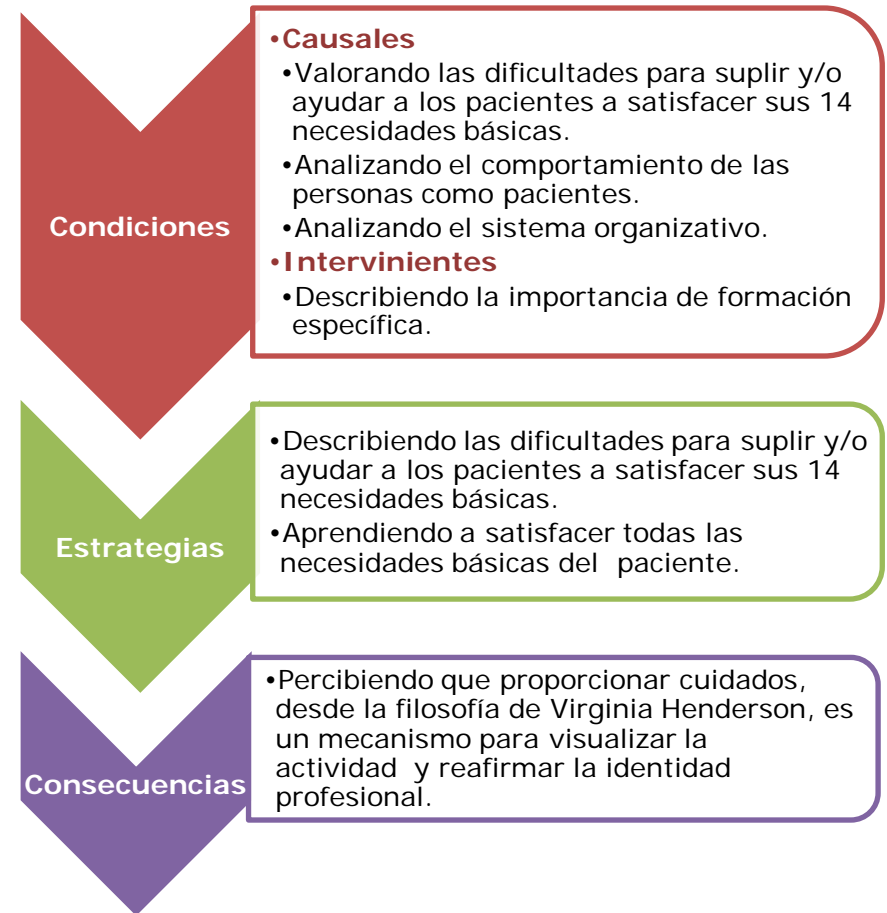 Condiciones
•Causales
•Valorando las dificultades para suplir y/o
ayudar a los pacientes a satisfacer sus 14
necesidades básicas.
•Analizando el comportamiento de las
personas como pacientes.
•Analizando el sistema organizativo.
•Intervinientes
•Describiendo la importancia de formación
específica.
Estrategias
•Describiendo las dificultades para suplir y/o
ayudar a los pacientes a satisfacer sus 14
necesidades básicas.
•Aprendiendo a satisfacer todas las
necesidades básicas del paciente.
Consecuencias
•Percibiendo que proporcionar cuidados,
desde la filosofía de Virginia Henderson, es
un mecanismo para visualizar la
actividad y reafirmar la identidad
profesional.